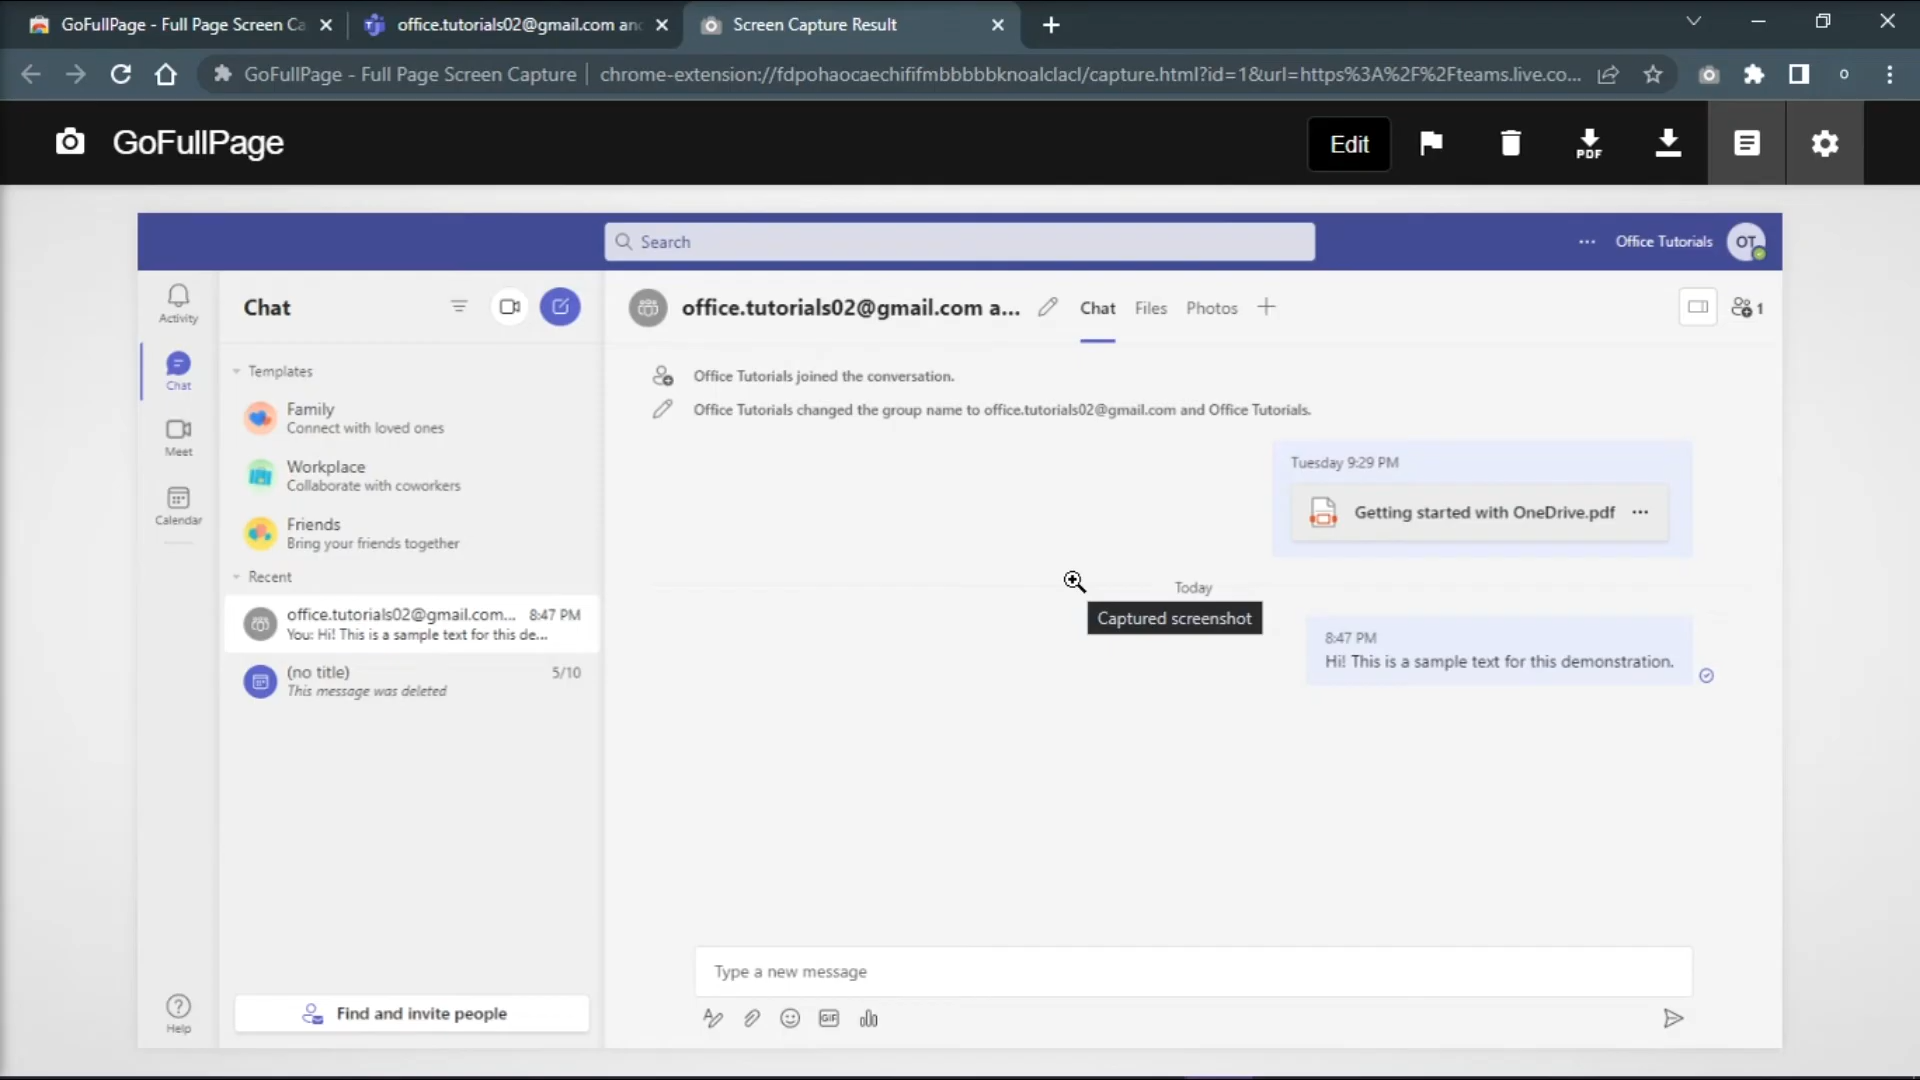 GoFullPage - Full Page Screen Ca
office.tutorials02@gmail.com and
Screen Capture Result
GoFullPage - Full Page Screen Capture
chrome-extension://fdpohaocaechififmbbbbbknoalclacl/capture.html?id=1&url=https%3A%2F%2Fteams.live.co...
GoFullPage
Edit
PDF
Search
Office Tutorials
OT
Activity
Chat
Meet
Calendar
Help
Chat
Templates
Family
Connect with loved ones
Workplace
Collaborate with coworkers
Friends
Bring your friends together
Recent
office.tutorials02@gmail.com... 8:47 PM
You: Hi! This is a sample text for this de...
(no title) 5/10
This message was deleted
Find and invite people
office.tutorials02@gmail.com a...
Chat Files Photos
1
Office Tutorials joined the conversation.
Office Tutorials changed the group name to office.tutorials02@gmail.com and Office Tutorials.
Tuesday 9:29 PM
Getting started with OneDrive.pdf
Today
Captured screenshot
8:47 PM
Hi! This is a sample text for this demonstration.
Type a new message
GIF